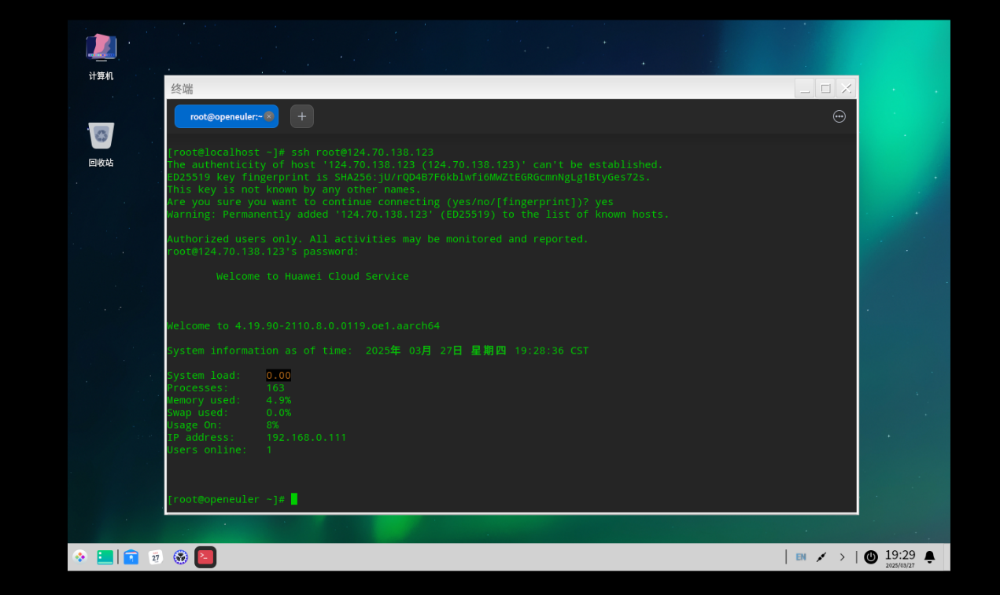 计算机
回收站
终端
root@openeuler:~
[root@localhost ~]# ssh root@124.70.138.123
The authenticity of host '124.70.138.123 (124.70.138.123)' can't be established.
ED25519 key fingerprint is SHA256:jU/rQD4B7F6kblwfi6MWZtEGRGcmnNgLg1BtyGes72s.
This key is not known by any other names.
Are you sure you want to continue connecting (yes/no/[fingerprint])? yes
Warning: Permanently added '124.70.138.123' (ED25519) to the list of known hosts.
Authorized users only. All activities may be monitored and reported.
root@124.70.138.123's password:
Welcome to Huawei Cloud Service
Welcome to 4.19.90-2110.8.0.0119.oe1.aarch64
System information as of time:  2025年 03月 27日 星期四 19:28:36 CST
System load:    0.00
Processes:      163
Memory used:    4.9%
Swap used:      0.0%
Usage On:       8%
IP address:     192.168.0.111
Users online:   1
[root@openeuler ~]#
27
EN
19:29
2025/03/27